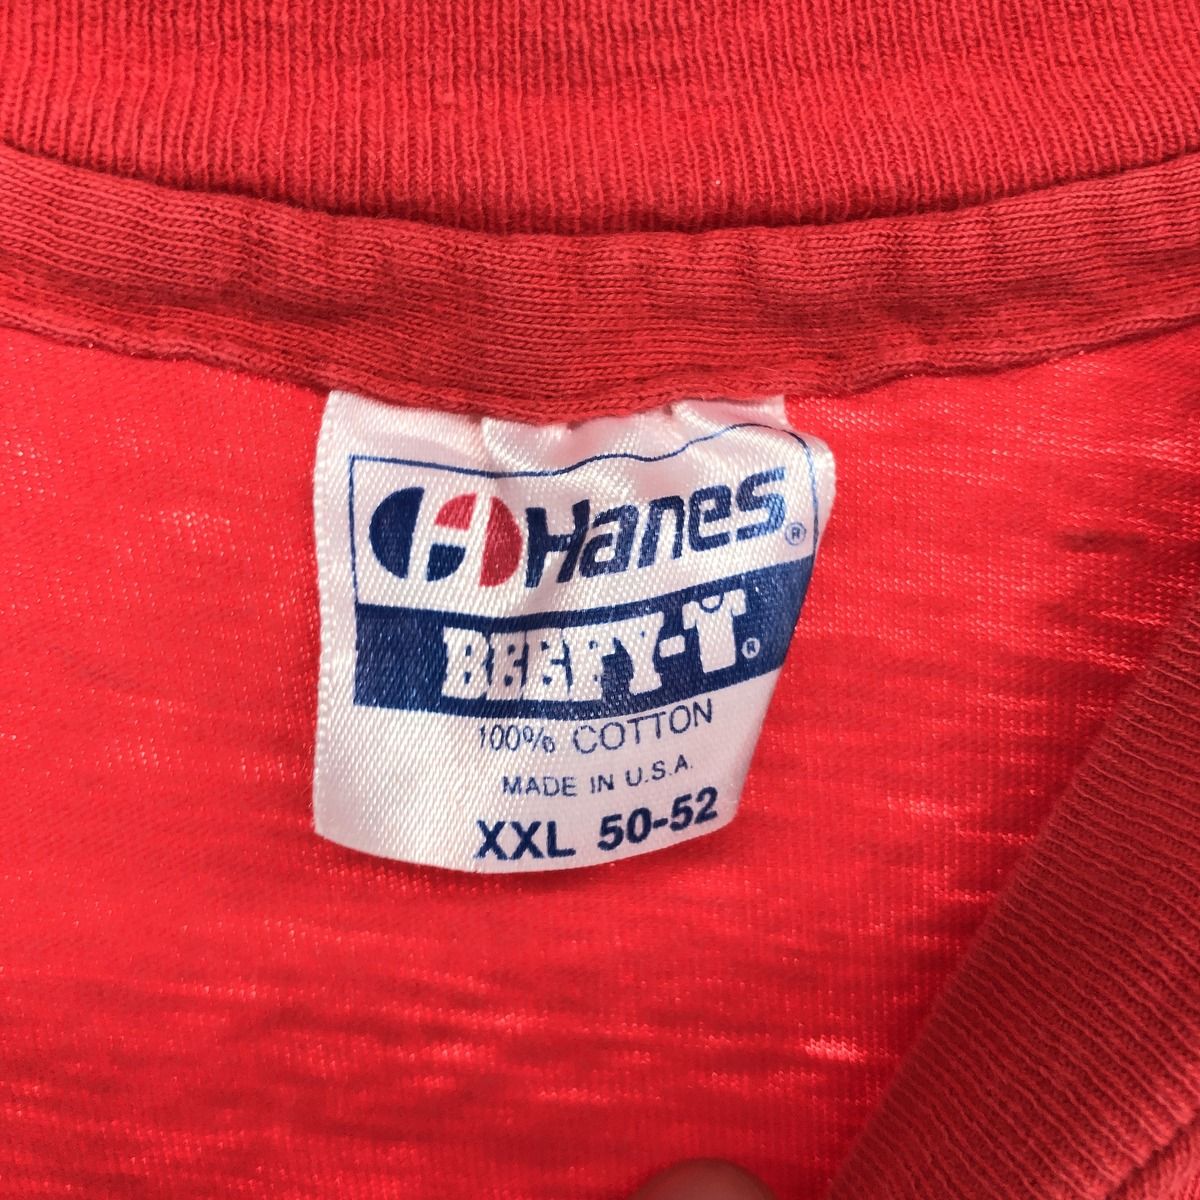 H Hanes®
BEEFY-T®
100% COTTON
MADE IN U.S.A.
XXL 50-52